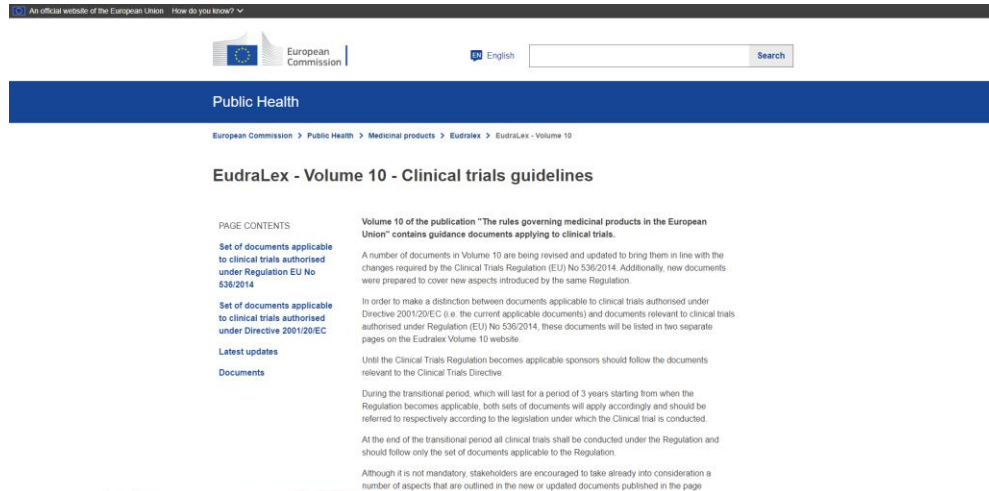 An official website of the European Union How do you know?
European
Commission
EN English
Search
Public Health
European Commission > Public Health > Medicinal products > Eudralex > EudraLex - Volume 10
EudraLex - Volume 10 - Clinical trials guidelines
PAGE CONTENTS
Set of documents applicable
to clinical trials authorised
under Regulation EU No
536/2014
Set of documents applicable
to clinical trials authorised
under Directive 2001/20/EC
Latest updates
Documents
Volume 10 of the publication "The rules governing medicinal products in the European
Union" contains guidance documents applying to clinical trials.
A number of documents in Volume 10 are being revised and updated to bring them in line with the
changes required by the Clinical Trials Regulation (EU) No 536/2014. Additionally, new documents
were prepared to cover new aspects introduced by the same Regulation.
In order to make a distinction between documents applicable to clinical trials authorised under
Directive 2001/20/EC (i.e. the current applicable documents) and documents relevant to clinical trials
authorised under Regulation (EU) No 536/2014, these documents will be listed in two separate
pages on the Eudralex Volume 10 website.
Until the Clinical Trials Regulation becomes applicable sponsors should follow the documents
relevant to the Clinical Trials Directive.
During the transitional period, which will last for a period of 3 years starting from when the
Regulation becomes applicable, both sets of documents will apply accordingly and should be
referred to respectively according to the legislation under which the Clinical trial is conducted.
At the end of the transitional period all clinical trials shall be conducted under the Regulation and
should follow only the set of documents applicable to the Regulation.
Although it is not mandatory, stakeholders are encouraged to take already into consideration a
number of aspects that are outlined in the new or updated documents published in the page